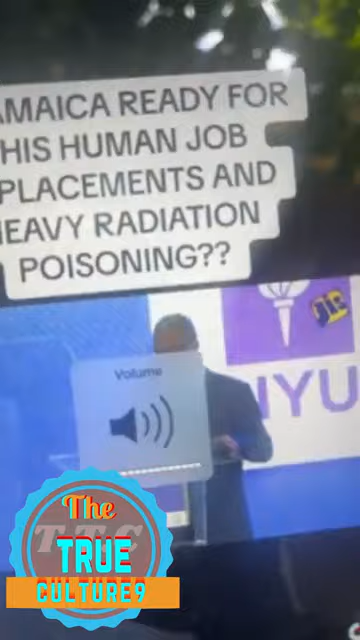 AMAICA READY FOR
HIS HUMAN JOB
PLACEMENTS AND
EAVY RADIATION
POISONING??
NYU
Volume
The
T T C
TRUE
CULTURE9